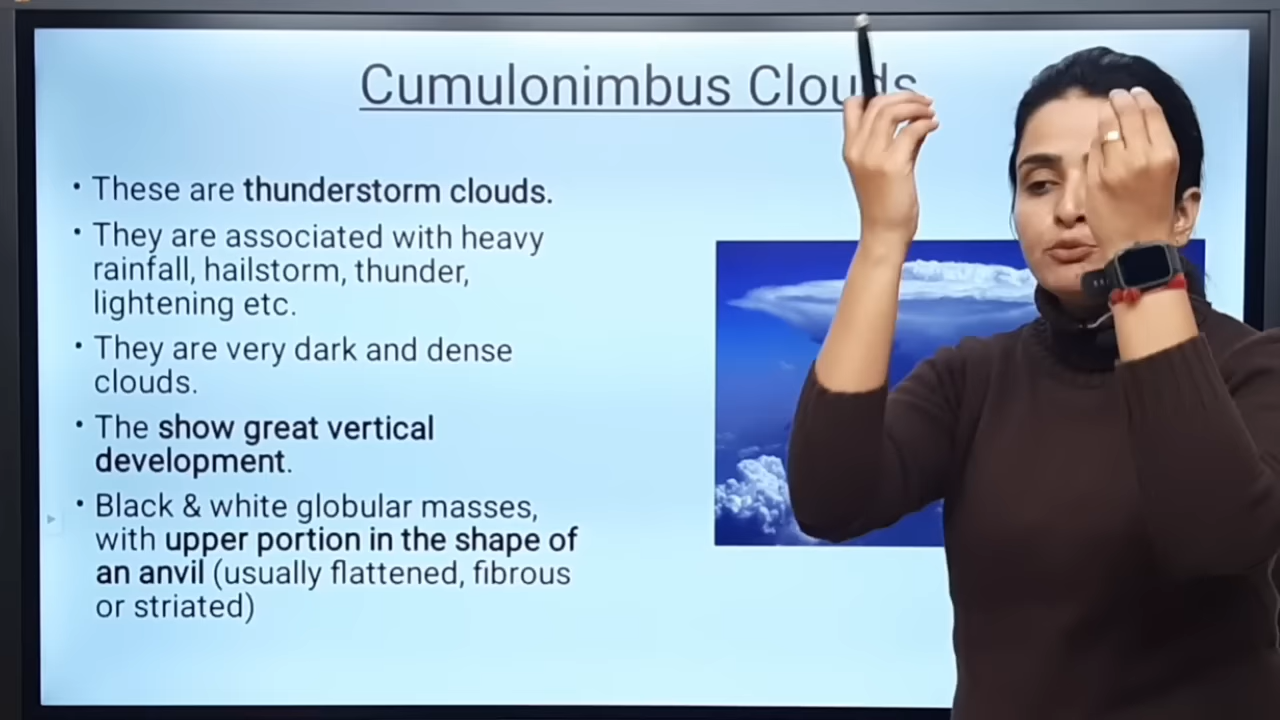 Cumulonimbus Clouds
• These are thunderstorm clouds.
• They are associated with heavy
rainfall, hailstorm, thunder,
lightening etc.
• They are very dark and dense
clouds.
• The show great vertical
development.
• Black & white globular masses,
with upper portion in the shape of
an anvil (usually flattened, fibrous
or striated)